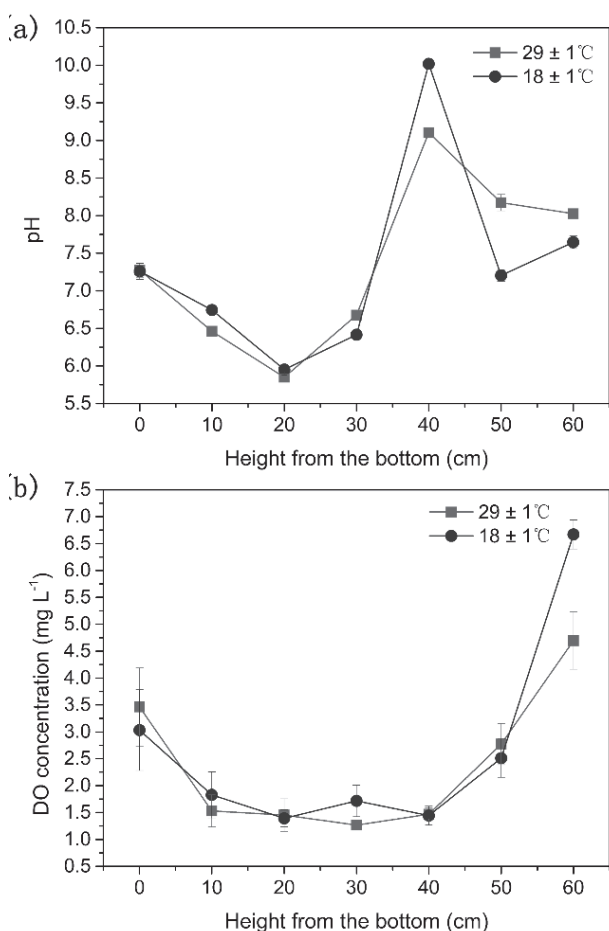 (a)
29 ± 1℃
18 ± 1℃
10.5
10.0
9.5
9.0
8.5
8.0
7.5
7.0
6.5
6.0
5.5
pH
0 10 20 30 40 50 60
Height from the bottom (cm)
(b)
29 ± 1℃
18 ± 1℃
7.5
7.0
6.5
6.0
5.5
5.0
4.5
4.0
3.5
3.0
2.5
2.0
1.5
1.0
0.5
DO concentration (mg L⁻¹)
0 10 20 30 40 50 60
Height from the bottom (cm)